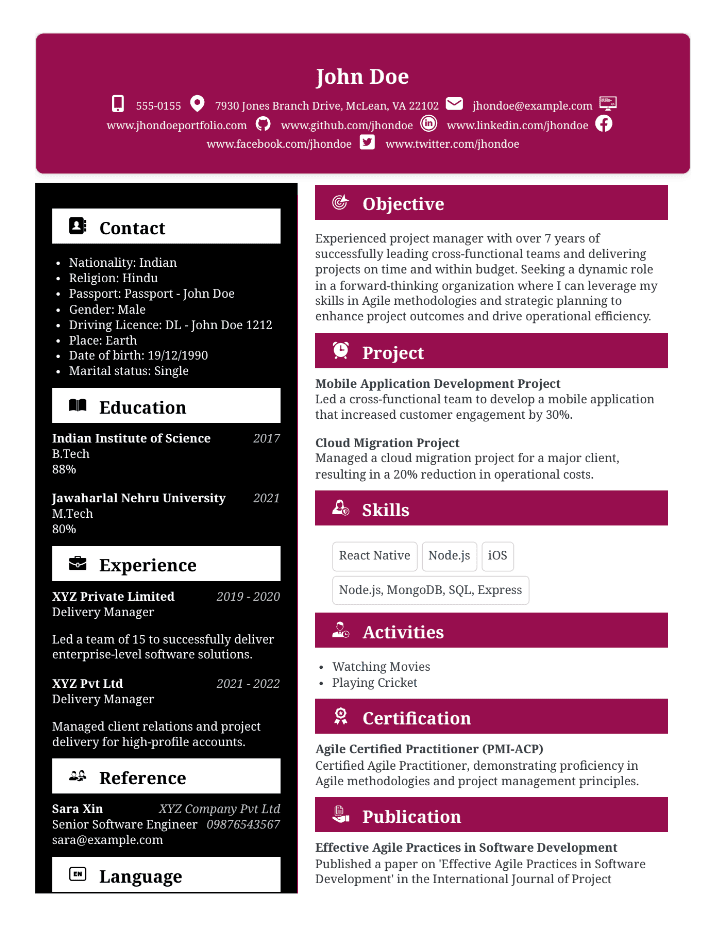 John Doe
555-0155 7930 Jones Branch Drive, McLean, VA 22102 jhondoe@example.com
www.jhondoeportfolio.com www.github.com/jhondoe www.linkedin.com/jhondoe
www.facebook.com/jhondoe www.twitter.com/jhondoe
Contact
• Nationality: Indian
• Religion: Hindu
• Passport: Passport - John Doe
• Gender: Male
• Driving Licence: DL - John Doe 1212
• Place: Earth
• Date of birth: 19/12/1990
• Marital status: Single
Education
Indian Institute of Science 2017
B.Tech
88%
Jawaharlal Nehru University 2021
M.Tech
80%
Experience
XYZ Private Limited 2019 - 2020
Delivery Manager
Led a team of 15 to successfully deliver
enterprise-level software solutions.
XYZ Pvt Ltd 2021 - 2022
Delivery Manager
Managed client relations and project
delivery for high-profile accounts.
Reference
Sara Xin XYZ Company Pvt Ltd
Senior Software Engineer 09876543567
sara@example.com
EN Language
Objective
Experienced project manager with over 7 years of
successfully leading cross-functional teams and delivering
projects on time and within budget. Seeking a dynamic role
in a forward-thinking organization where I can leverage my
skills in Agile methodologies and strategic planning to
enhance project outcomes and drive operational efficiency.
Project
Mobile Application Development Project
Led a cross-functional team to develop a mobile application
that increased customer engagement by 30%.
Cloud Migration Project
Managed a cloud migration project for a major client,
resulting in a 20% reduction in operational costs.
Skills
React Native Node.js iOS
Node.js, MongoDB, SQL, Express
Activities
• Watching Movies
• Playing Cricket
Certification
Agile Certified Practitioner (PMI-ACP)
Certified Agile Practitioner, demonstrating proficiency in
Agile methodologies and project management principles.
Publication
Effective Agile Practices in Software Development
Published a paper on 'Effective Agile Practices in Software
Development' in the International Journal of Project